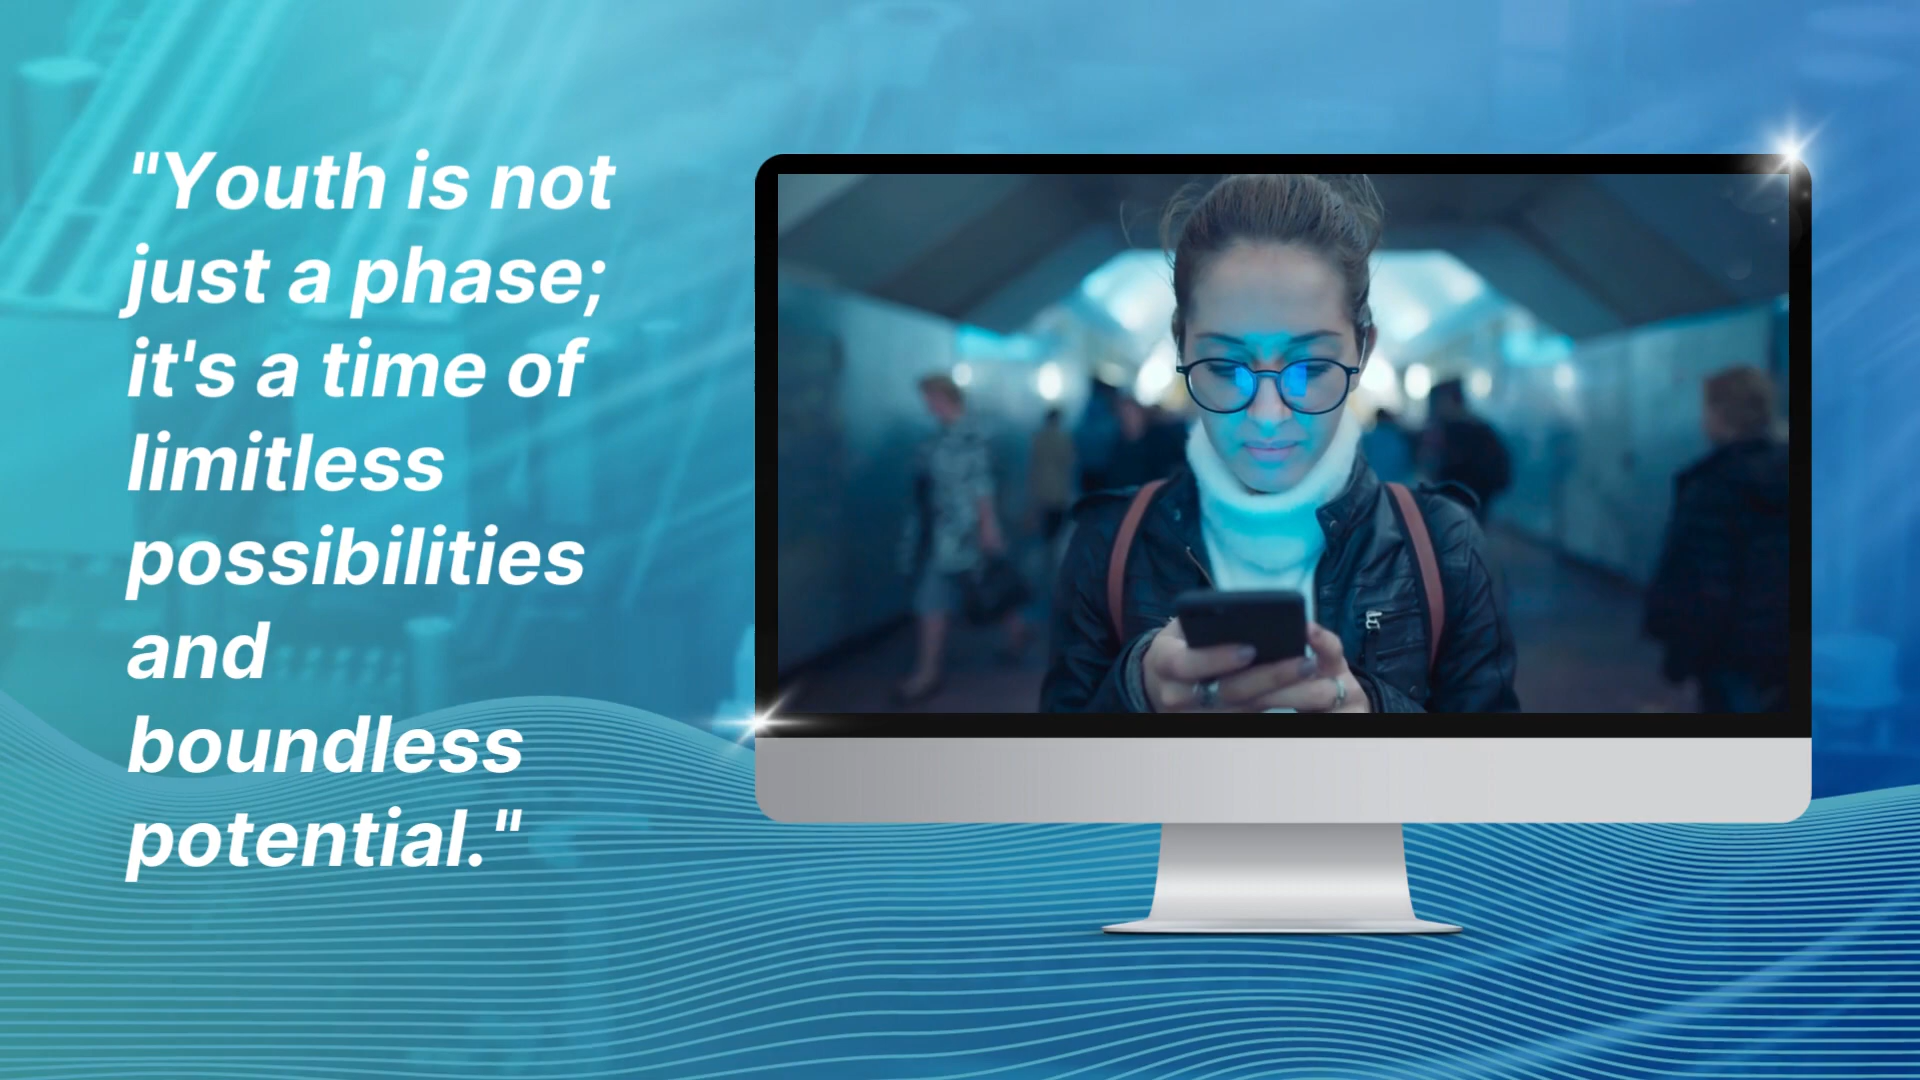 "Youth is not
just a phase;
it's a time of
limitless
possibilities
and
boundless
potential."